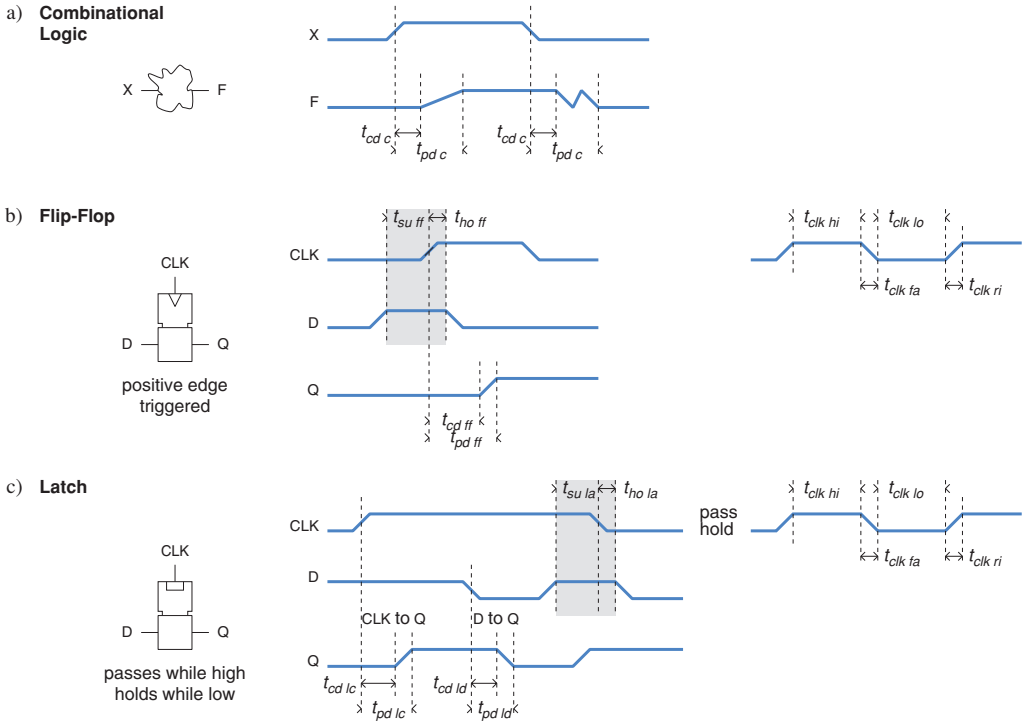 a) Combinational
Logic
X
F
X
F
t_cd c
t_pd c
t_cd c
t_pd c
b) Flip-Flop
CLK
D
Q
positive edge
triggered
t_su ff
t_ho ff
CLK
D
Q
t_cd ff
t_pd ff
t_clk hi
t_clk lo
t_clk fa
t_clk ri
c) Latch
CLK
D
Q
passes while high
holds while low
t_su la
t_ho la
CLK
D
CLK to Q
D to Q
Q
t_cd lc
t_pd lc
t_cd ld
t_pd ld
pass
hold
t_clk hi
t_clk lo
t_clk fa
t_clk ri